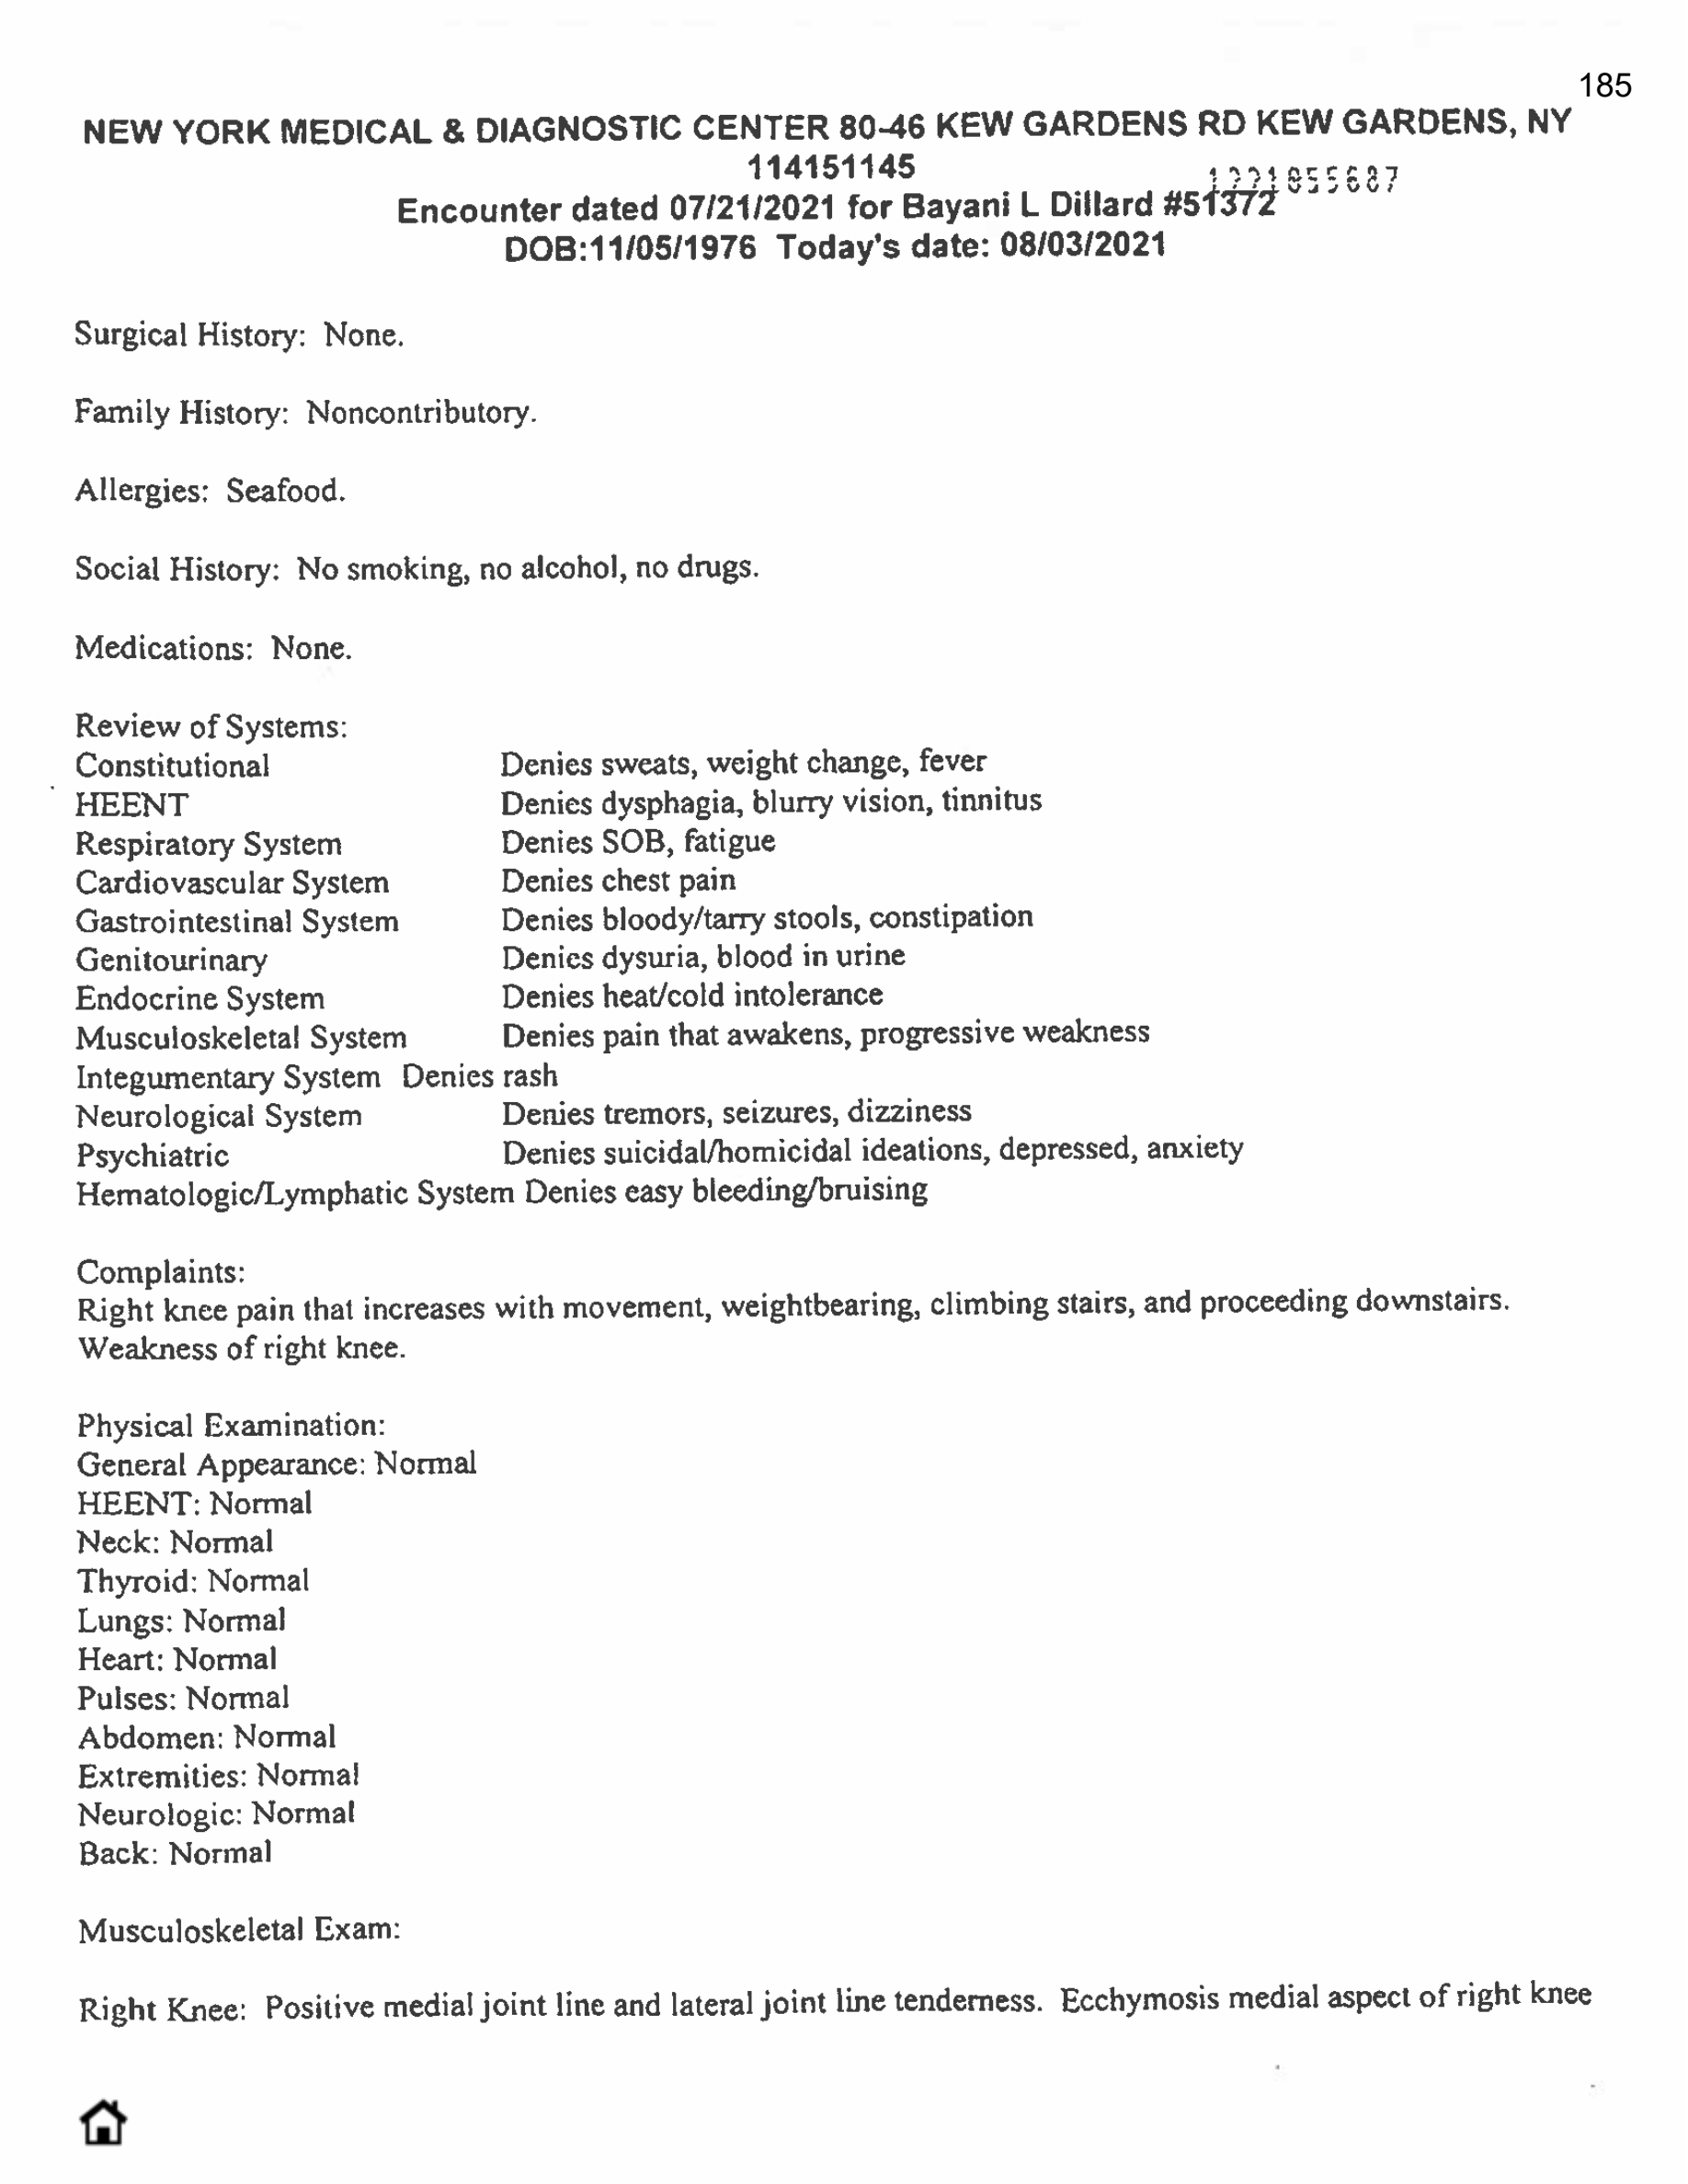 185
NEW YORK MEDICAL & DIAGNOSTIC CENTER 80-46 KEW GARDENS RD KEW GARDENS, NY
114151145
Encounter dated 07/21/2021 for Bayani L Dillard #51372
DOB:11/05/1976 Today's date: 08/03/2021
Surgical History: None.
Family History: Noncontributory.
Allergies: Seafood.
Social History: No smoking, no alcohol, no drugs.
Medications: None.
Review of Systems:
Constitutional Denies sweats, weight change, fever
HEENT Denies dysphagia, blurry vision, tinnitus
Respiratory System Denies SOB, fatigue
Cardiovascular System Denies chest pain
Gastrointestinal System Denies bloody/tarry stools, constipation
Genitourinary Denies dysuria, blood in urine
Endocrine System Denies heat/cold intolerance
Musculoskeletal System Denies pain that awakens, progressive weakness
Integumentary System Denies rash
Neurological System Denies tremors, seizures, dizziness
Psychiatric Denies suicidal/homicidal ideations, depressed, anxiety
Hematologic/Lymphatic System Denies easy bleeding/bruising
Complaints:
Right knee pain that increases with movement, weightbearing, climbing stairs, and proceeding downstairs.
Weakness of right knee.
Physical Examination:
General Appearance: Normal
HEENT: Normal
Neck: Normal
Thyroid: Normal
Lungs: Normal
Heart: Normal
Pulses: Normal
Abdomen: Normal
Extremities: Normal
Neurologic: Normal
Back: Normal
Musculoskeletal Exam:
Right Knee: Positive medial joint line and lateral joint line tenderness. Ecchymosis medial aspect of right knee